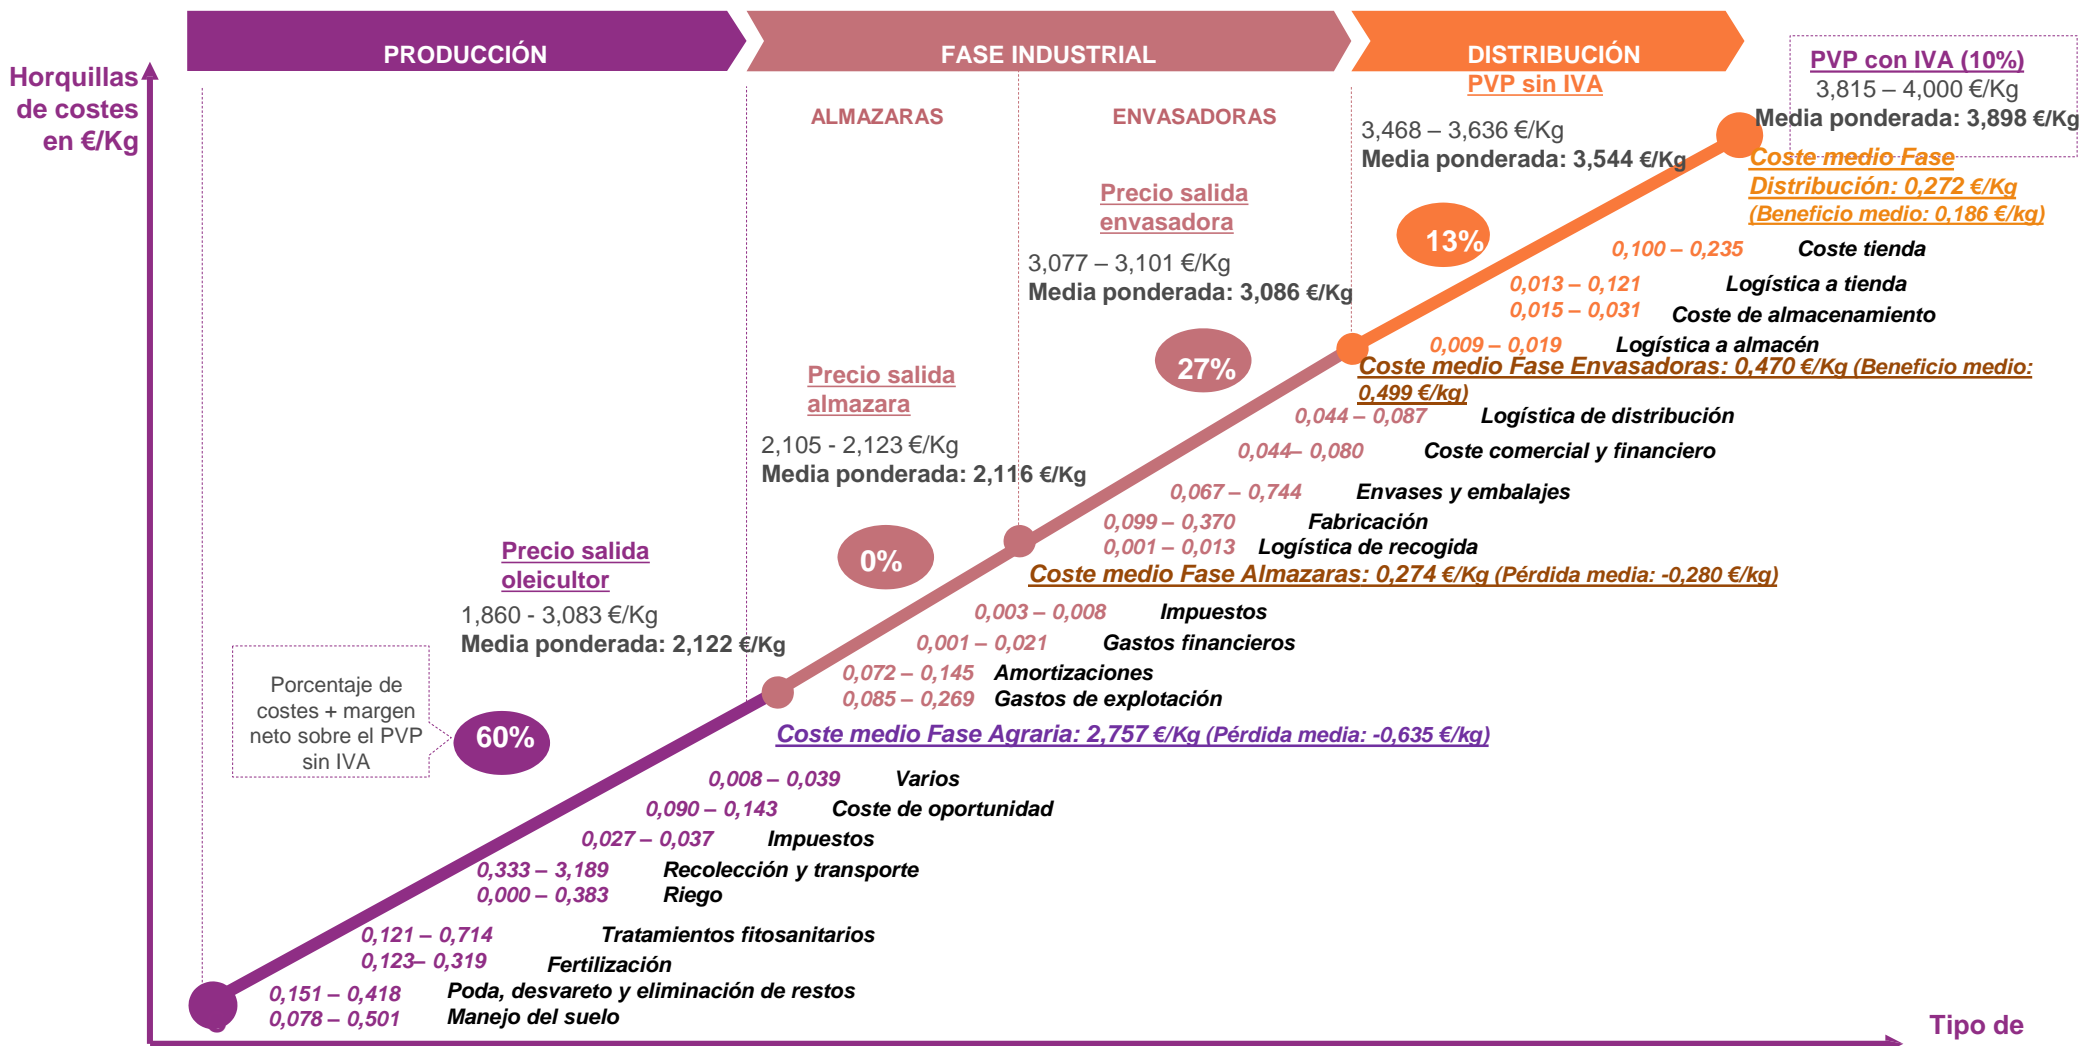 PRODUCCIÓN
FASE INDUSTRIAL
DISTRIBUCIÓN
Horquillas
de costes
en €/Kg
ALMAZARAS
ENVASADORAS
PVP sin IVA
3,468 – 3,636 €/Kg
Media ponderada: 3,544 €/Kg
PVP con IVA (10%)
3,815 – 4,000 €/Kg
Media ponderada: 3,898 €/Kg
Coste medio Fase
Distribución: 0,272 €/Kg
(Beneficio medio: 0,186 €/kg)
Precio salida
envasadora
3,077 – 3,101 €/Kg
Media ponderada: 3,086 €/Kg
13%
0,100 – 0,235 Coste tienda
0,013 – 0,121 Logística a tienda
0,015 – 0,031 Coste de almacenamiento
0,009 – 0,019 Logística a almacén
27%
Coste medio Fase Envasadoras: 0,470 €/Kg (Beneficio medio:
0,499 €/kg)
Precio salida
almazara
2,105 - 2,123 €/Kg
Media ponderada: 2,116 €/Kg
0,044 – 0,087 Logística de distribución
0,044– 0,080 Coste comercial y financiero
0,067 – 0,744 Envases y embalajes
0,099 – 0,370 Fabricación
0,001 – 0,013 Logística de recogida
0%
Coste medio Fase Almazaras: 0,274 €/Kg (Pérdida media: -0,280 €/kg)
Precio salida
oleicultor
1,860 - 3,083 €/Kg
Media ponderada: 2,122 €/Kg
0,003 – 0,008 Impuestos
0,001 – 0,021 Gastos financieros
0,072 – 0,145 Amortizaciones
0,085 – 0,269 Gastos de explotación
Porcentaje de
costes + margen
neto sobre el PVP
sin IVA
60%
Coste medio Fase Agraria: 2,757 €/Kg (Pérdida media: -0,635 €/kg)
0,008 – 0,039 Varios
0,090 – 0,143 Coste de oportunidad
0,027 – 0,037 Impuestos
0,333 – 3,189 Recolección y transporte
0,000 – 0,383 Riego
0,121 – 0,714 Tratamientos fitosanitarios
0,123– 0,319 Fertilización
0,151 – 0,418 Poda, desvareto y eliminación de restos
0,078 – 0,501 Manejo del suelo
Tipo de